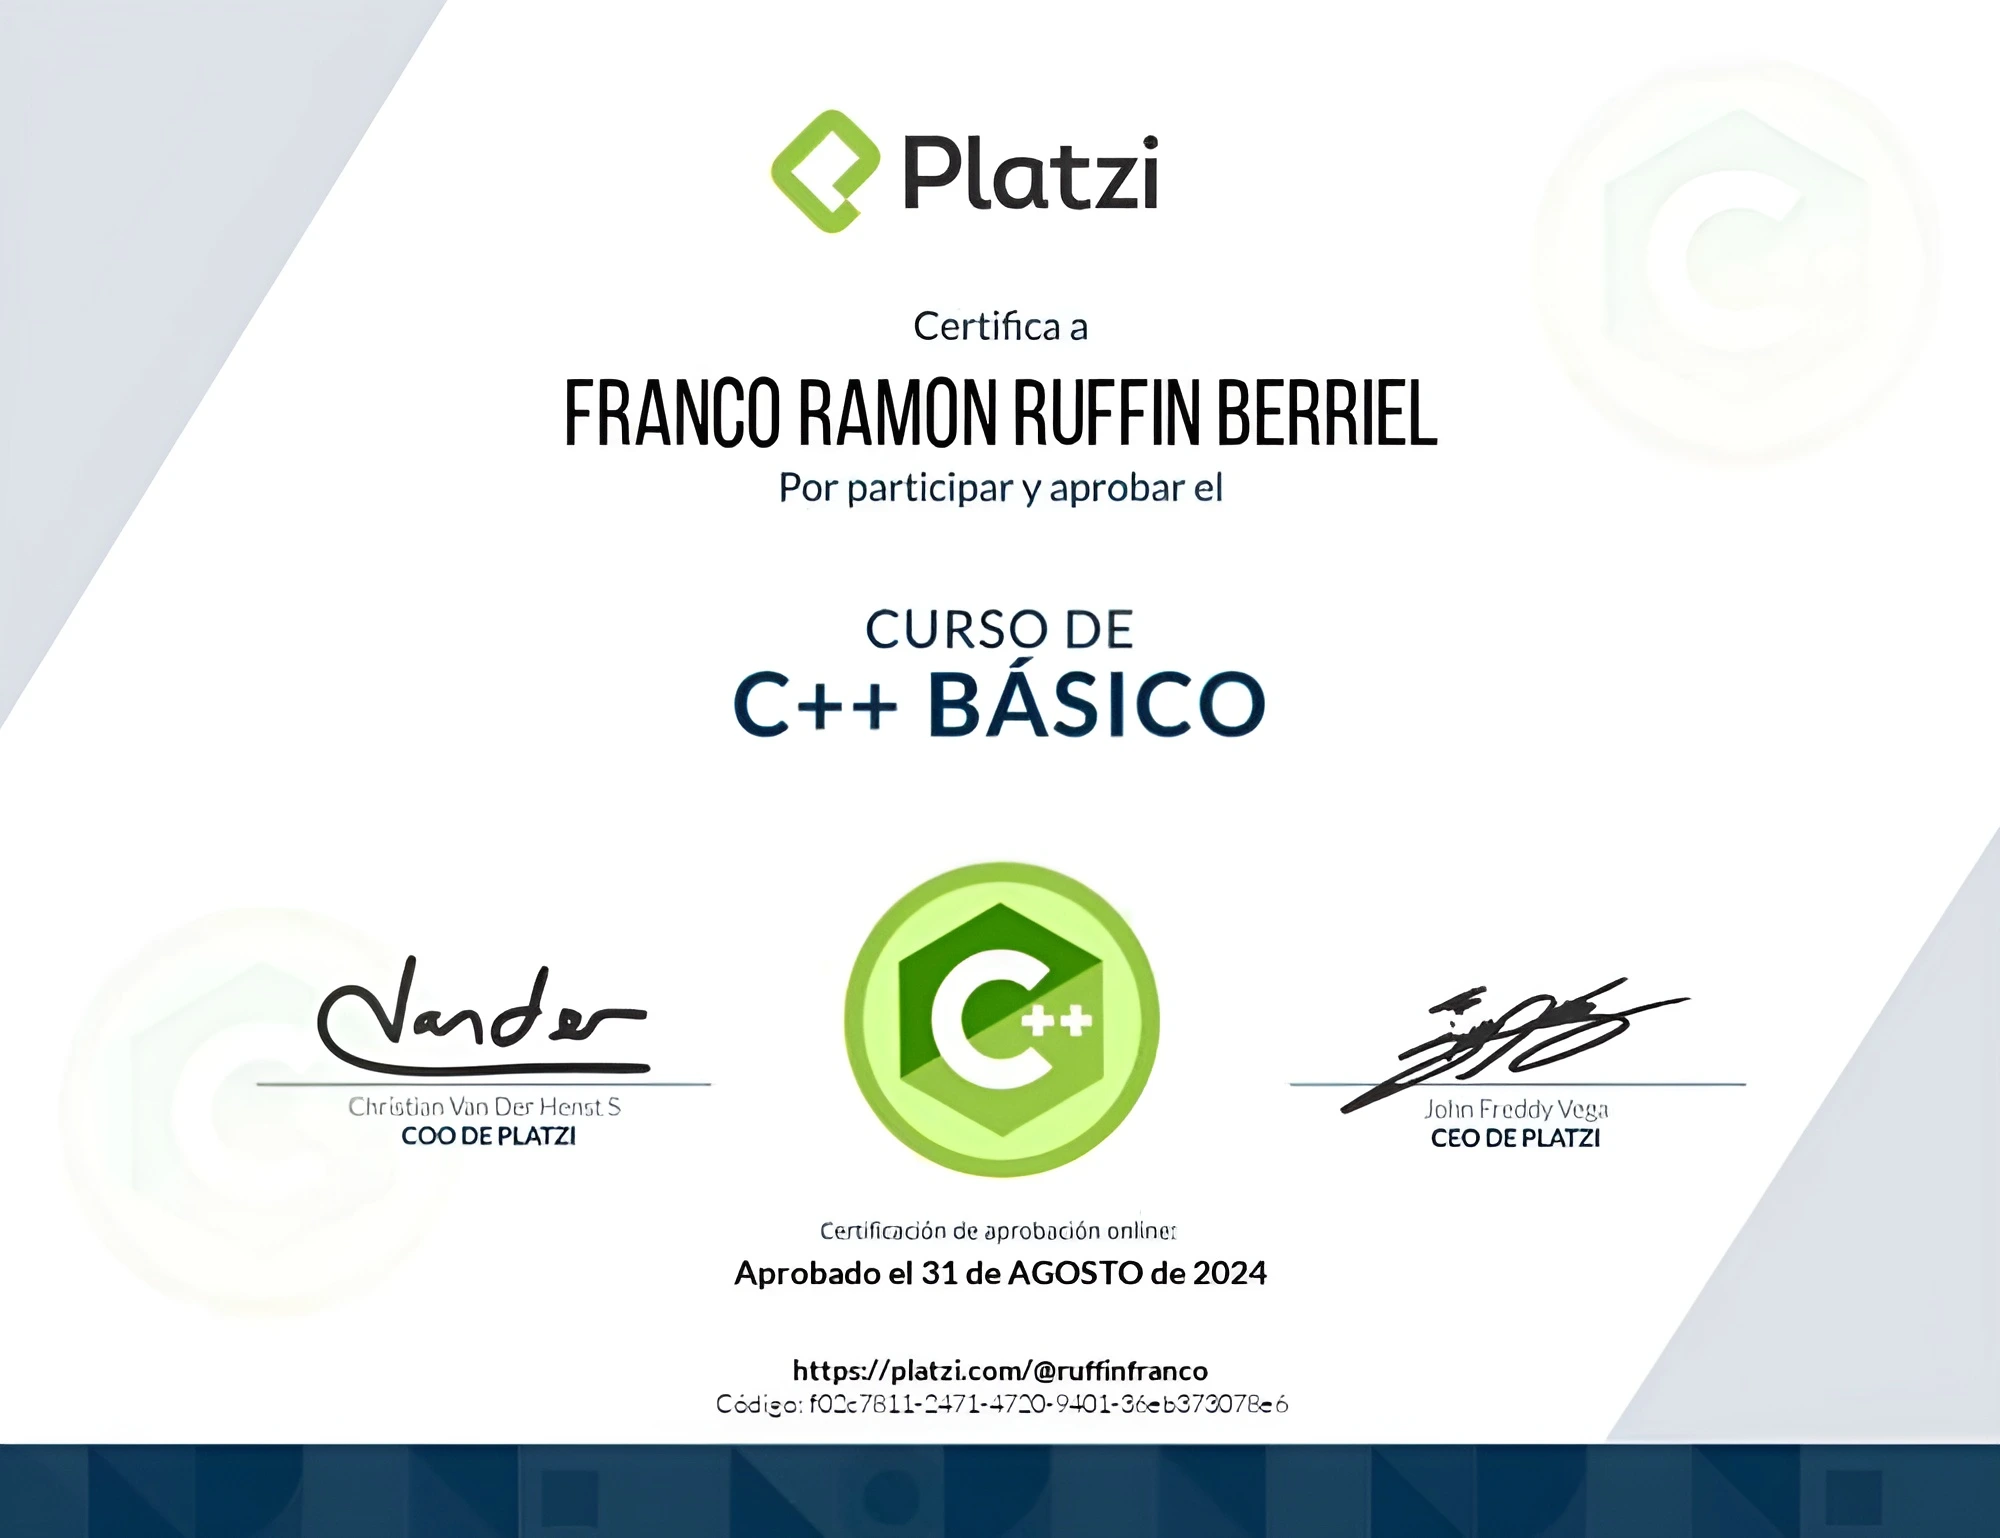 Platzi
Certifica a
FRANCO RAMON RUFFIN BERRIEL
Por participar y aprobar el
CURSO DE
C++ BÁSICO
Vander
C++
Christian Van Der Henst S
COO DE PLATZI
John Freddy Vega
CEO DE PLATZI
Certificación de aprobación online:
Aprobado el 31 de AGOSTO de 2024
https://platzi.com/@ruffinfranco
Código: f02c7811-2471-4720-9401-36eb373078e6